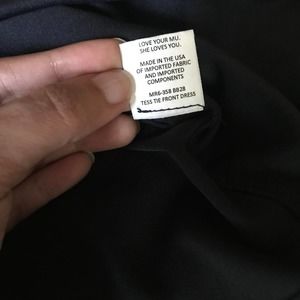 LOVE YOUR MU.
SHE LOVES YOU.
MADE IN THE USA
OF IMPORTED FABRIC
AND IMPORTED
COMPONENTS
MR6-358 BB28
TESS TIE FRONT DRESS